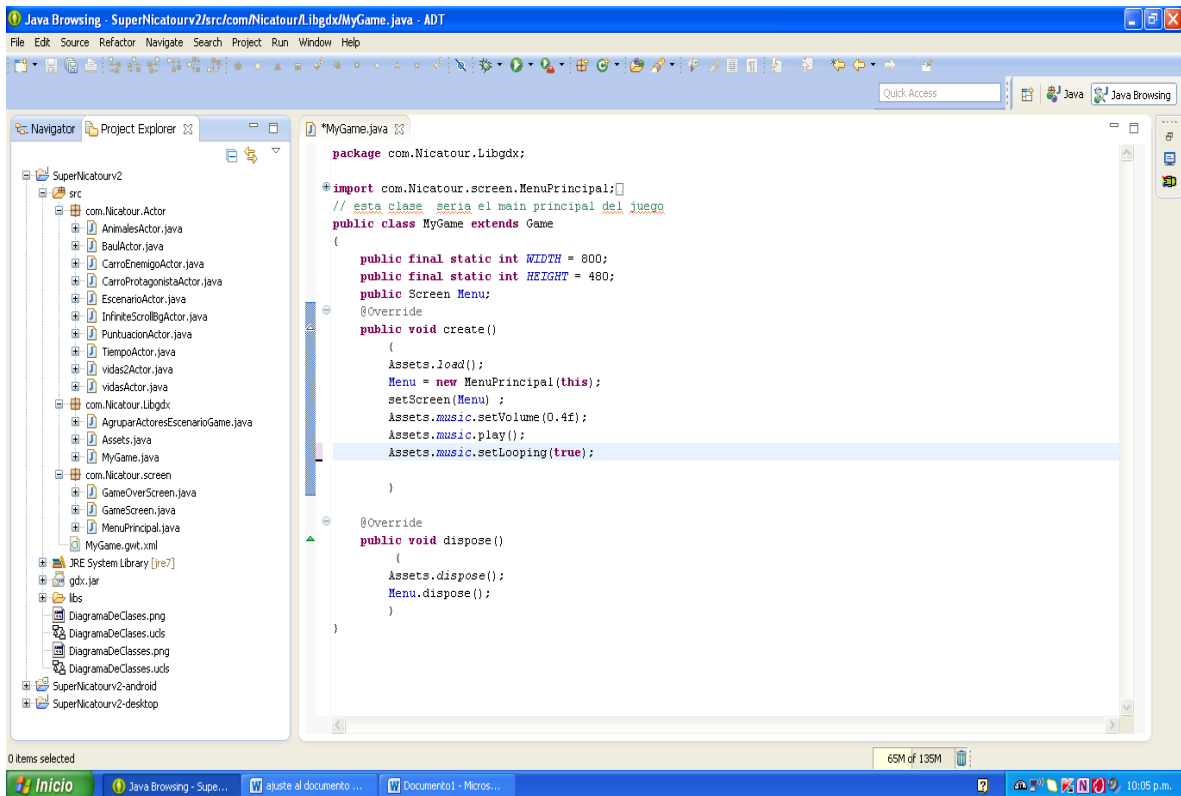 Java Browsing - SuperNicatourv2/src/com/Nicatour/Libgdx/MyGame.java - ADT
File Edit Source Refactor Navigate Search Project Run Window Help
Quick Access
Java
Java Browsing
Navigator
Project Explorer
SuperNicatourv2
src
com.Nicatour.Actor
AnimalesActor.java
BaulActor.java
CarroEnemigoActor.java
CarroProtagonistaActor.java
EscenarioActor.java
InfiniteScrollBgActor.java
PuntuacionActor.java
TiempoActor.java
vidas2Actor.java
vidasActor.java
com.Nicatour.Libgdx
AgruparActoresEscenarioGame.java
Assets.java
MyGame.java
com.Nicatour.screen
GameOverScreen.java
GameScreen.java
MenuPrincipal.java
MyGame.gwt.xml
JRE System Library [jre7]
gdx.jar
libs
DiagramaDeClases.png
DiagramaDeClases.ucls
DiagramaDeClasses.png
DiagramaDeClasses.ucls
SuperNicatourv2-android
SuperNicatourv2-desktop
*MyGame.java
package com.Nicatour.Libgdx;
import com.Nicatour.screen.MenuPrincipal;
// esta clase seria el main principal del juego
public class MyGame extends Game
{
public final static int WIDTH = 800;
public final static int HEIGHT = 480;
public Screen Menu;
@Override
public void create()
{
Assets.load();
Menu = new MenuPrincipal(this);
setScreen(Menu) ;
Assets.music.setVolume(0.4f);
Assets.music.play();
Assets.music.setLooping(true);
}
@Override
public void dispose()
{
Assets.dispose();
Menu.dispose();
}
}
0 items selected
65M of 135M
Inicio
Java Browsing - Supe...
ajuste al documento ...
Documento1 - Micros...
10:05 p.m.